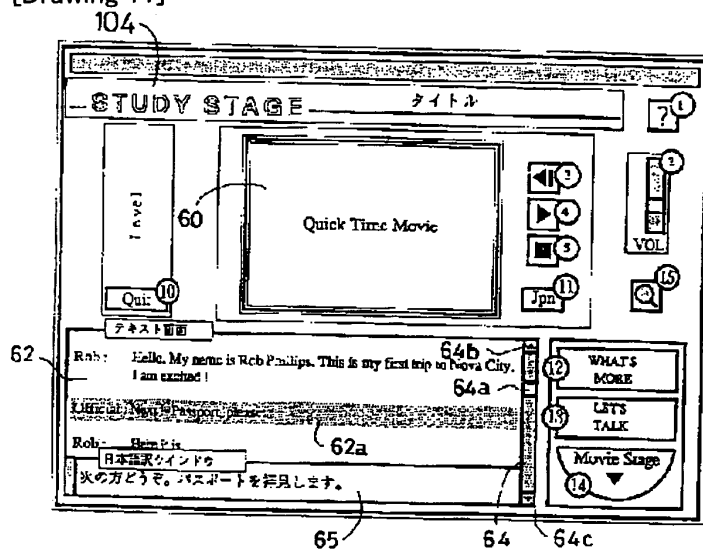 [Drawing 11]
104
STUDY STAGE
タイトル
?
1
2
VOL
3
4
5
60
Quick Time Movie
Quiz
10
Jpn
11
15
テキスト画面
62
Rob: Hello. My name is Rob Phillips. This is my first trip to Nova City.
I am excited!
64b
64a
Official: Next! Passport, please.
62a
Rob: Here it is.
日本語訳ウインドウ
次の方どうぞ。パスポートを拝見します。
12
WHATS
MORE
13
LETS
TALK
Movie Stage
14
65
64
64c